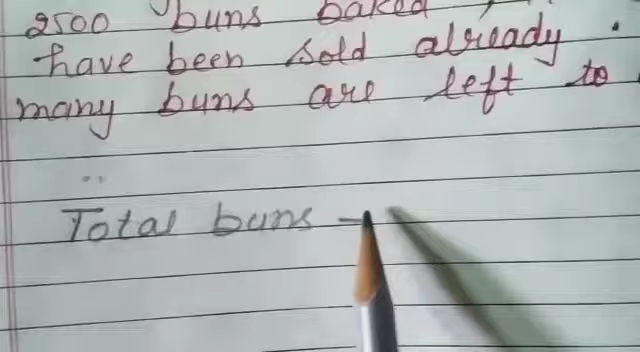 2500 buns baked,
have been sold already.
many buns are left to
Total buns -